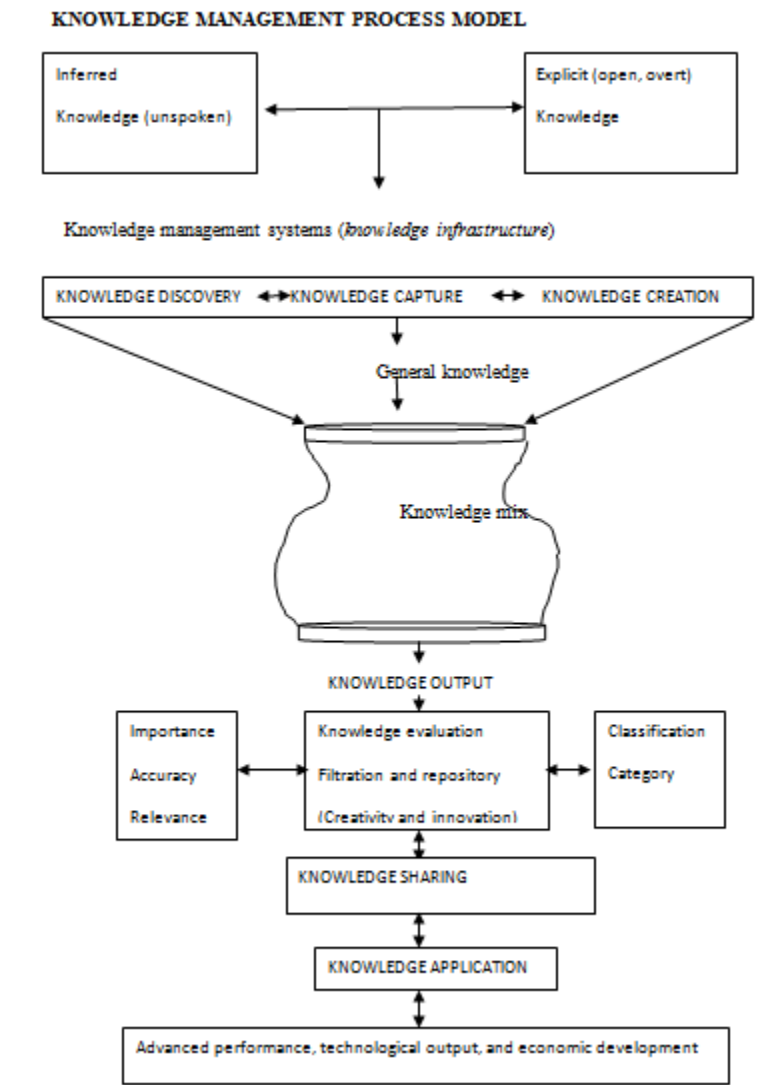 KNOWLEDGE MANAGEMENT PROCESS MODEL
Inferred
Knowledge (unspoken)
Explicit (open, overt)
Knowledge
Knowledge management systems (knowledge infrastructure)
KNOWLEDGE DISCOVERY KNOWLEDGE CAPTURE KNOWLEDGE CREATION
General knowledge
Knowledge mix
KNOWLEDGE OUTPUT
Importance
Accuracy
Relevance
Knowledge evaluation
Filtration and repository
(Creativity and innovation)
Classification
Category
KNOWLEDGE SHARING
KNOWLEDGE APPLICATION
Advanced performance, technological output, and economic development